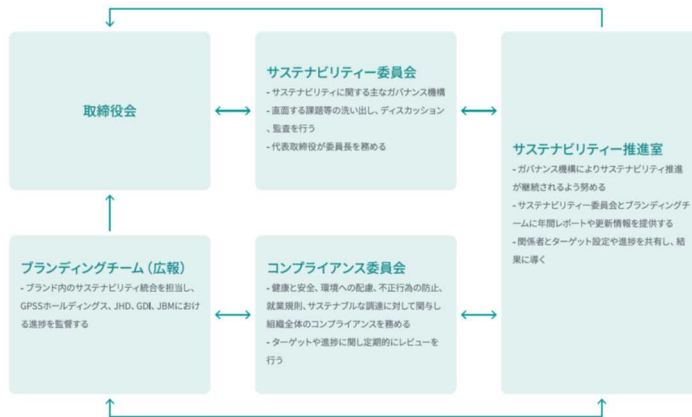 取締役会
サステナビリティー委員会
- サステナビリティに関する主なガバナンス機構
- 直面する課題等の洗い出し、ディスカッション
、監査を行う
- 代表取締役が委員長を務める
サステナビリティー推進室
- ガバナンス機構によりサステナビリティ推進
が継続されるよう努める
- サステナビリティー委員会とブランディングチ
ームに年間レポートや更新情報を提供する
- 関係者とターゲット設定や進捗を共有し、結
果に導く
ブランディングチーム（広報）
- ブランド内のサステナビリティ統合を担当し、
GPSSホールディングス、JHD、GDI、JBMにおけ
る進捗を監督する
コンプライアンス委員会
- 健康と安全、環境への配慮、不正行為の防止、
就業規則、サステナブルな調達に対して関与し
組織全体のコンプライアンスを務める
- ターゲットや進捗に関し定期的にレビューを
行う